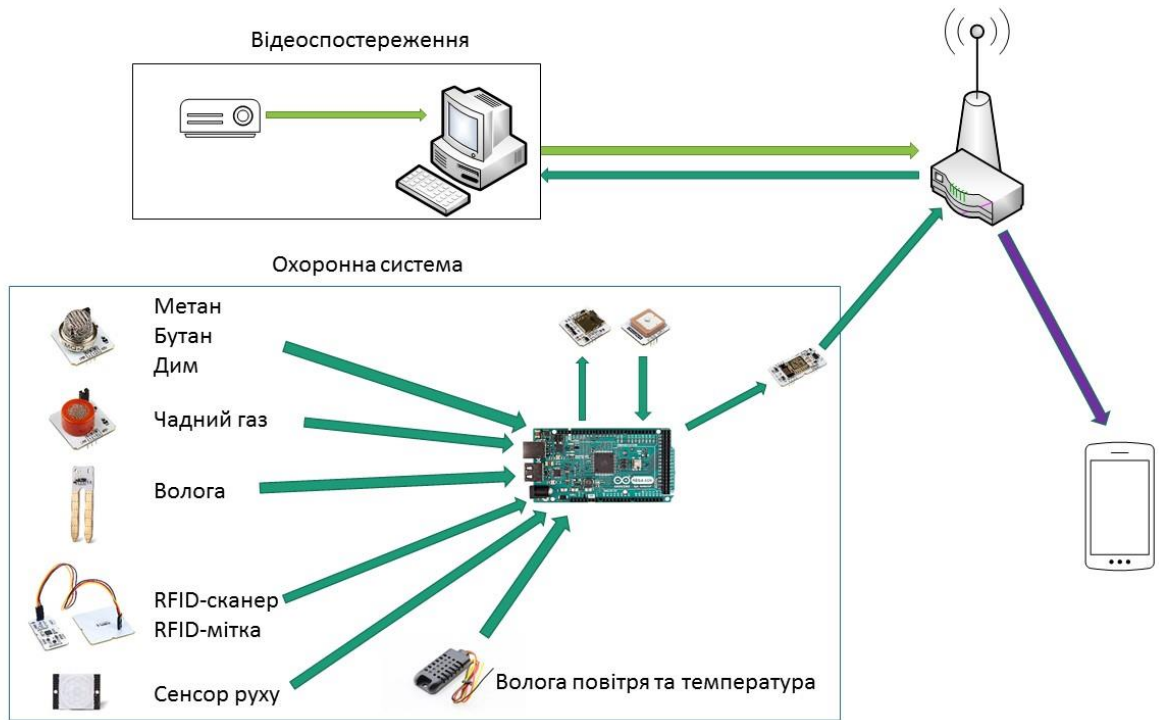 Відеоспостереження
Охоронна система
Метан
Бутан
Дим
Чадний газ
Волога
RFID-сканер
RFID-мітка
Сенсор руху
Волога повітря та температура